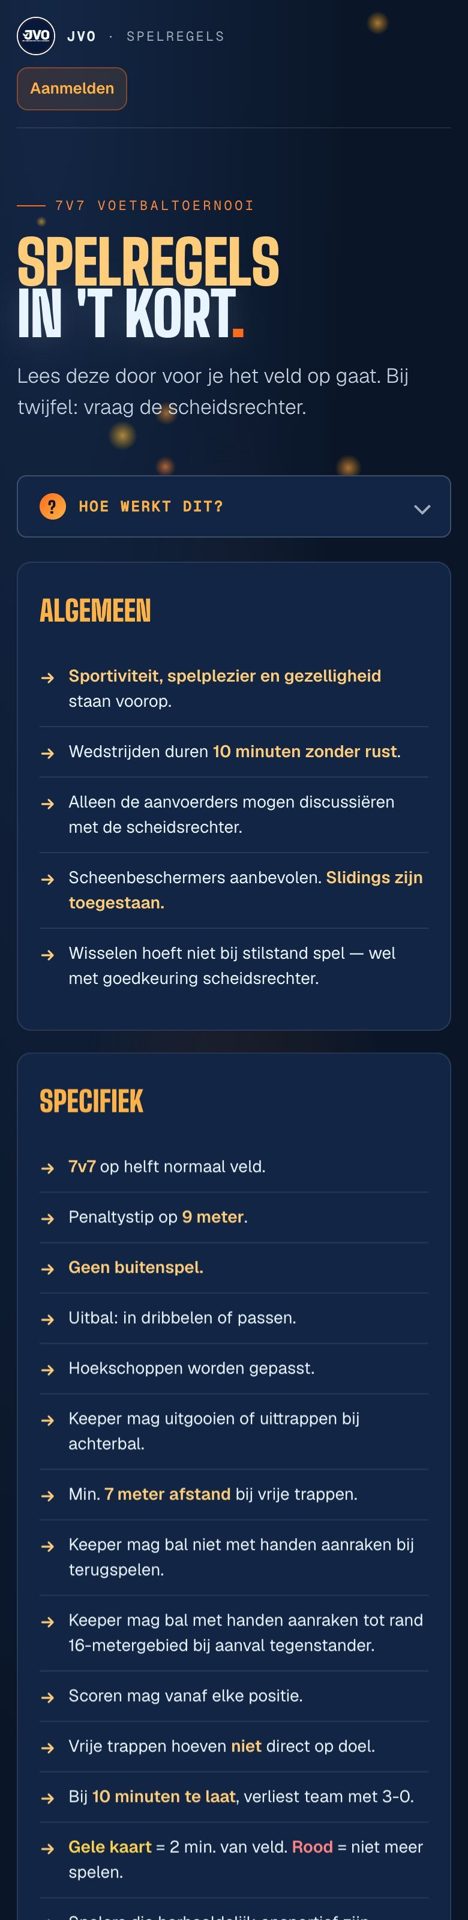 JVO
JVO · SPELREGELS
Aanmelden
7V7 VOETBALTOERNOOI
SPELREGELS
IN 'T KORT.
Lees deze door voor je het veld op gaat. Bij
twijfel: vraag de scheidsrechter.
? HOE WERKT DIT?
ALGEMEEN
→ Sportiviteit, spelplezier en gezelligheid
staan voorop.
→ Wedstrijden duren 10 minuten zonder rust.
→ Alleen de aanvoerders mogen discussiëren
met de scheidsrechter.
→ Scheenbeschermers aanbevolen. Slidings zijn
toegestaan.
→ Wisselen hoeft niet bij stilstand spel — wel
met goedkeuring scheidsrechter.
SPECIFIEK
→ 7v7 op helft normaal veld.
→ Penaltystip op 9 meter.
→ Geen buitenspel.
→ Uitbal: in dribbelen of passen.
→ Hoekschoppen worden gepasst.
→ Keeper mag uitgooien of uittrappen bij
achterbal.
→ Min. 7 meter afstand bij vrije trappen.
→ Keeper mag bal niet met handen aanraken bij
terugspelen.
→ Keeper mag bal met handen aanraken tot rand
16-metergebied bij aanval tegenstander.
→ Scoren mag vanaf elke positie.
→ Vrije trappen hoeven niet direct op doel.
→ Bij 10 minuten te laat, verliest team met 3-0.
→ Gele kaart = 2 min. van veld. Rood = niet meer
spelen.